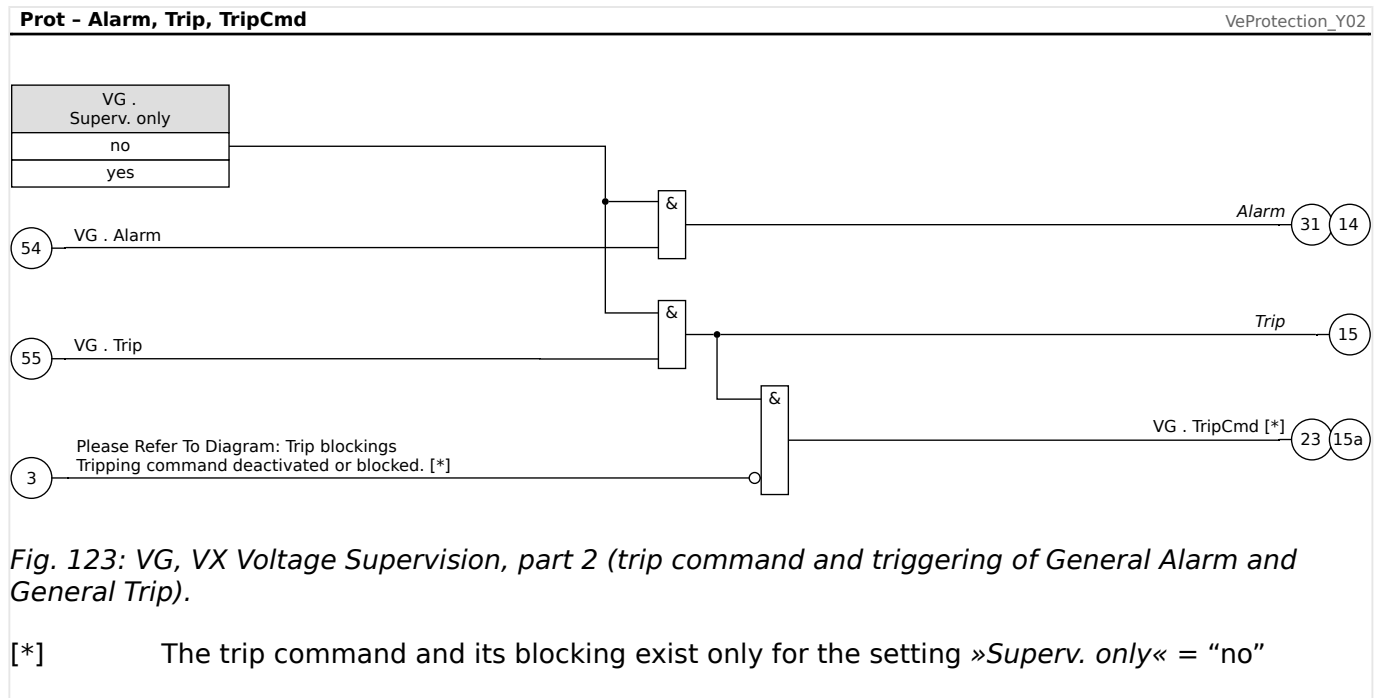 Prot – Alarm, Trip, TripCmd
VeProtection_Y02
VG .
Superv. only
no
yes
&
Alarm
31
14
54
VG . Alarm
&
Trip
15
55
VG . Trip
&
VG . TripCmd [*]
23
15a
Please Refer To Diagram: Trip blockings
Tripping command deactivated or blocked. [*]
3
Fig. 123: VG, VX Voltage Supervision, part 2 (trip command and triggering of General Alarm and
General Trip).
[*] The trip command and its blocking exist only for the setting »Superv. only« = “no”